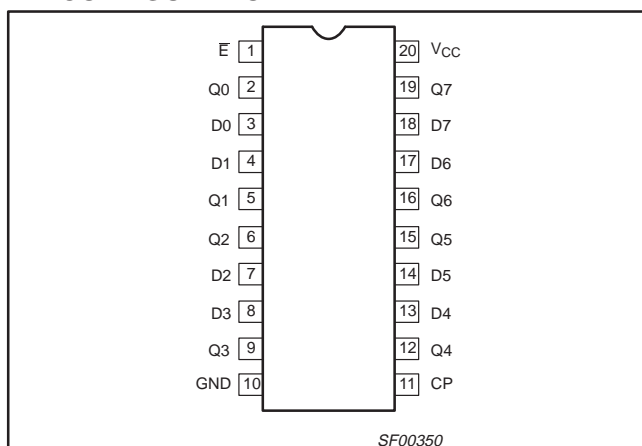 E̅ 1 20 VCC
Q0 2 19 Q7
D0 3 18 D7
D1 4 17 D6
Q1 5 16 Q6
Q2 6 15 Q5
D2 7 14 D5
D3 8 13 D4
Q3 9 12 Q4
GND 10 11 CP
SF00350